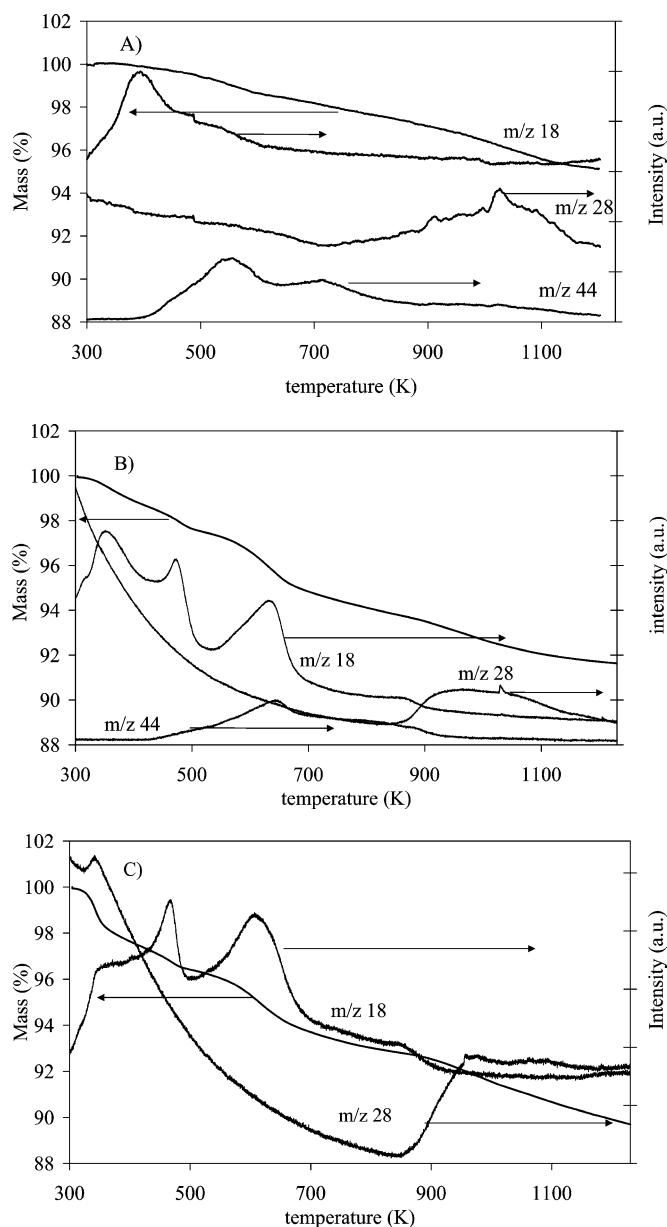 102
A)
100
98
m/z 18
96
94
m/z 28
92
90
m/z 44
88
300 500 700 900 1100
temperature (K)
Mass (%)
Intensity (a.u.)
102
B)
100
98
96
94
m/z 18
92
m/z 28
90
m/z 44
88
300 500 700 900 1100
temperature (K)
Mass (%)
intensity (a.u.)
102
C)
100
98
96
m/z 18
94
92
m/z 28
90
88
300 500 700 900 1100
temperature (K)
Mass (%)
Intensity (a.u.)